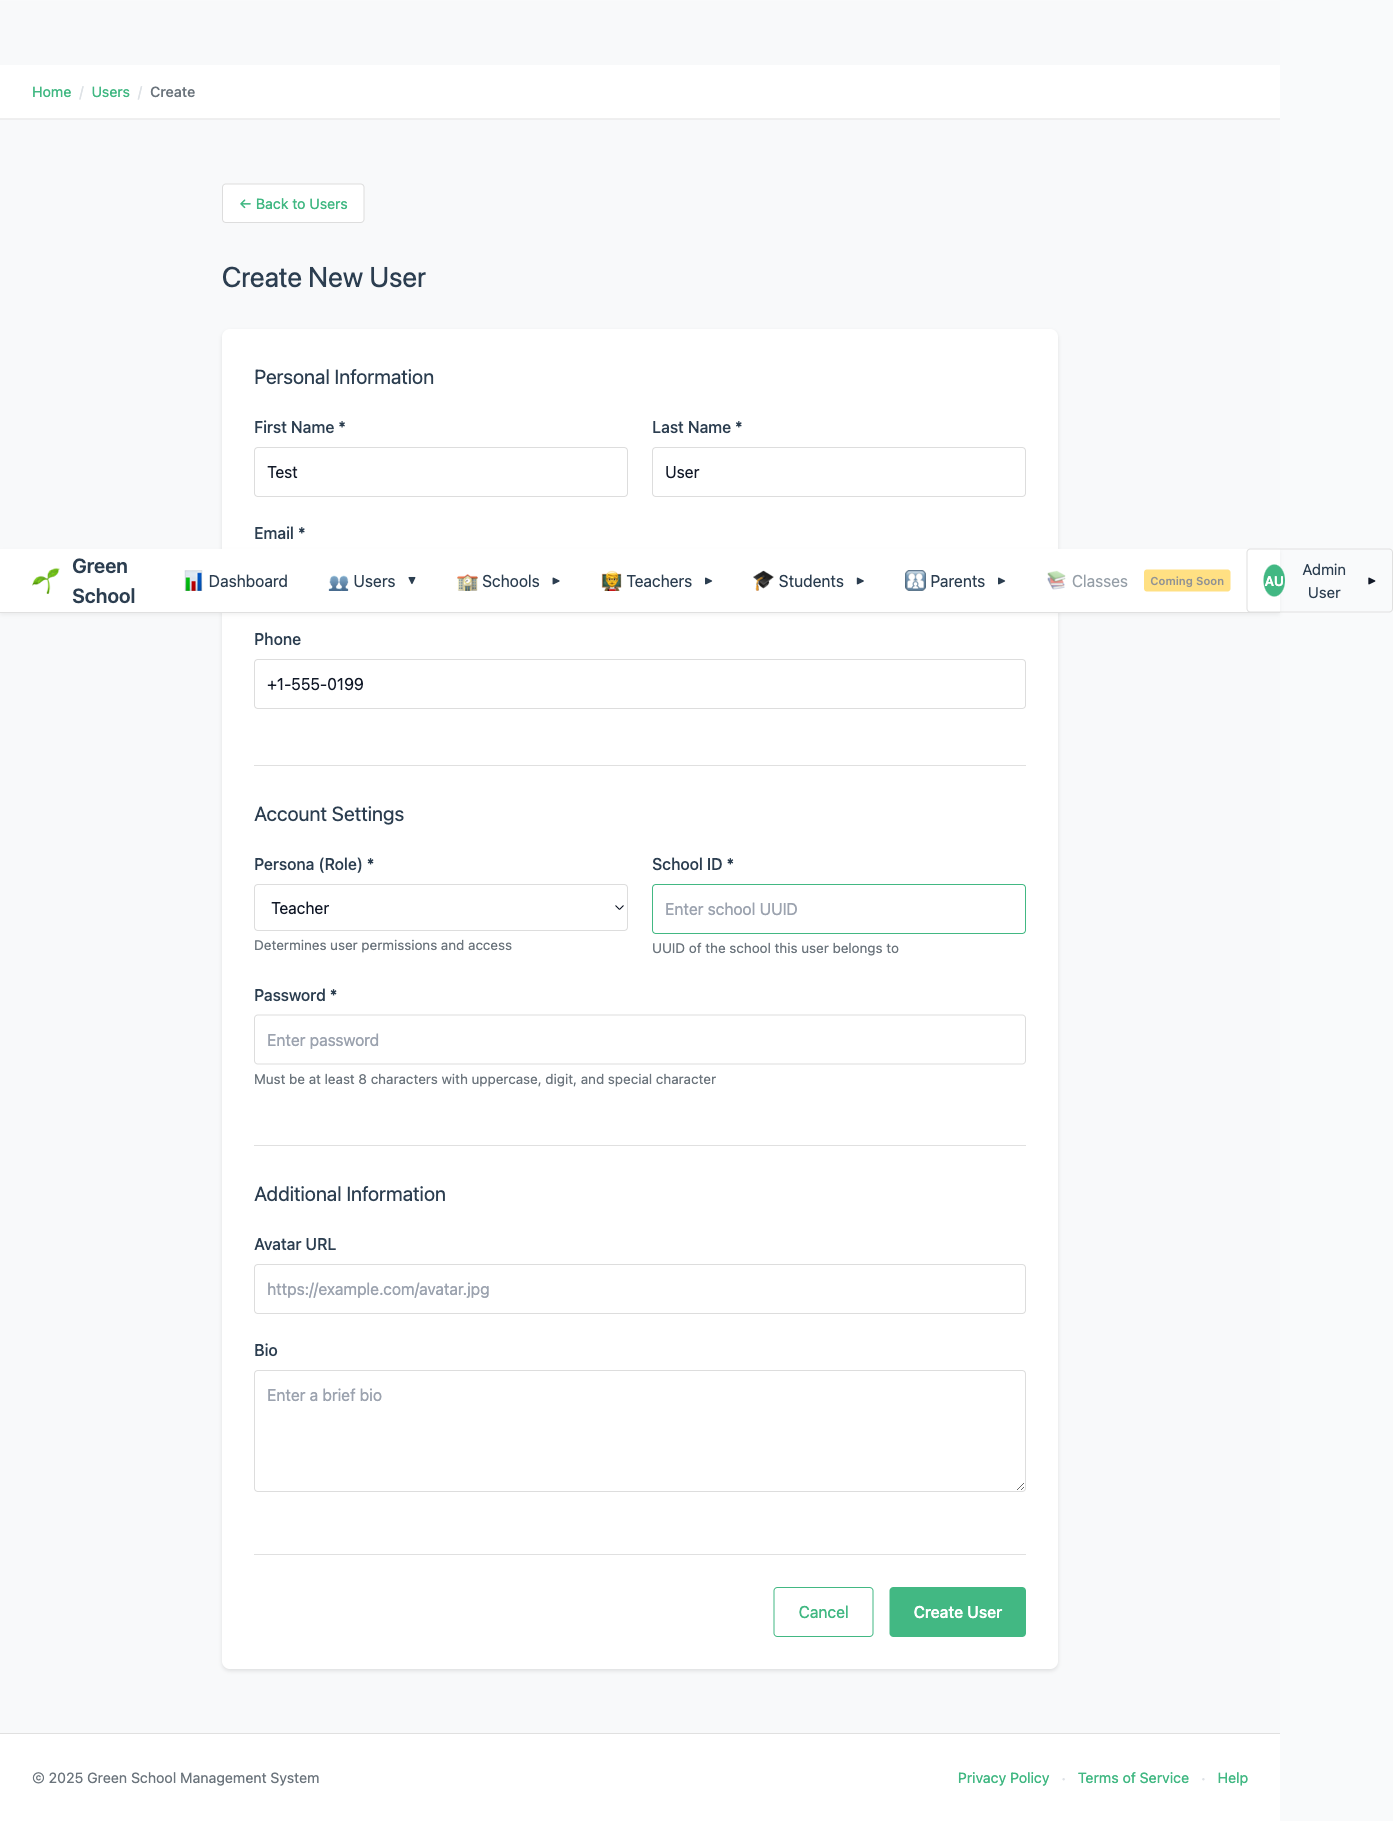 Home / Users / Create
← Back to Users
Create New User
Personal Information
First Name *
Last Name *
Test
User
Email *
Green School
Dashboard
Users ▼
Schools ▸
Teachers ▸
Students ▸
Parents ▸
Classes
Coming Soon
AU
Admin User ▸
Phone
+1-555-0199
Account Settings
Persona (Role) *
School ID *
Teacher
Enter school UUID
Determines user permissions and access
UUID of the school this user belongs to
Password *
Enter password
Must be at least 8 characters with uppercase, digit, and special character
Additional Information
Avatar URL
https://example.com/avatar.jpg
Bio
Enter a brief bio
Cancel
Create User
© 2025 Green School Management System
Privacy Policy · Terms of Service · Help